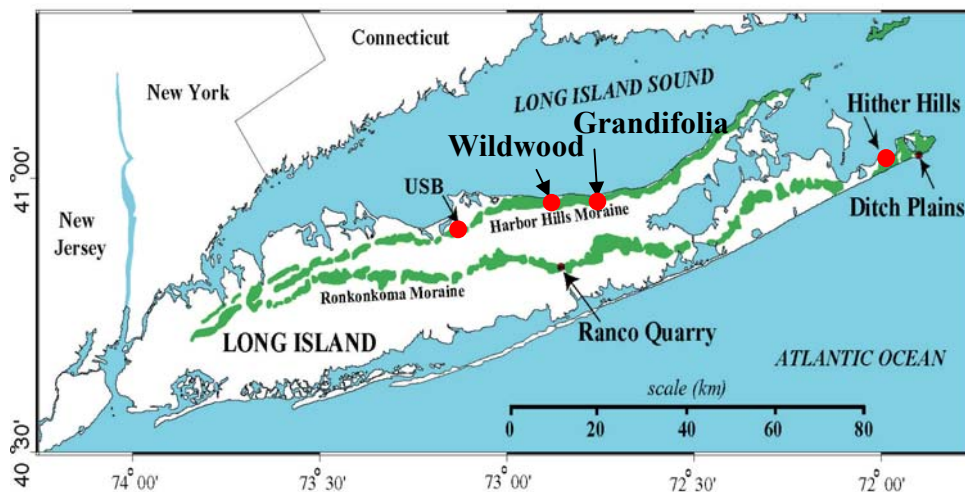 Connecticut
New York
LONG ISLAND SOUND
Hither Hills
Grandifolia
Wildwood
USB
41° 00'
New
Jersey
Harbor Hills Moraine
Ditch Plains
Ronkonkoma Moraine
LONG ISLAND
Ranco Quarry
ATLANTIC OCEAN
scale (km)
0 20 40 60 80
40° 30'
74° 00' 73° 30' 73° 00' 72° 30' 72° 00'